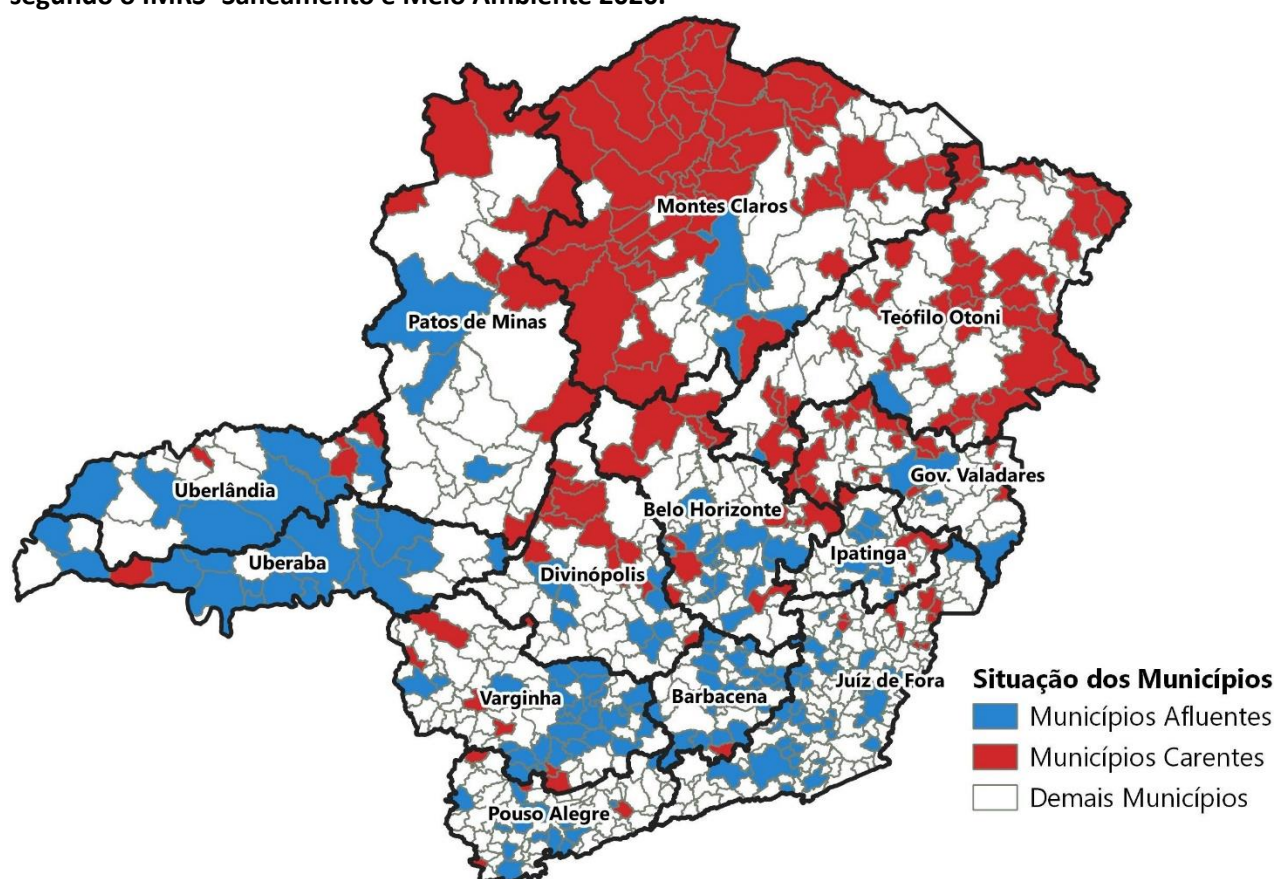 segundo o IMRS- Saneamento e Meio Ambiente 2020.
Montes Claros
Patos de Minas
Teófilo Otoni
Uberlândia
Gov. Valadares
Belo Horizonte
Ipatinga
Uberaba
Divinópolis
Juíz de Fora
Varginha
Barbacena
Pouso Alegre
Situação dos Municípios
Municípios Afluentes
Municípios Carentes
Demais Municípios